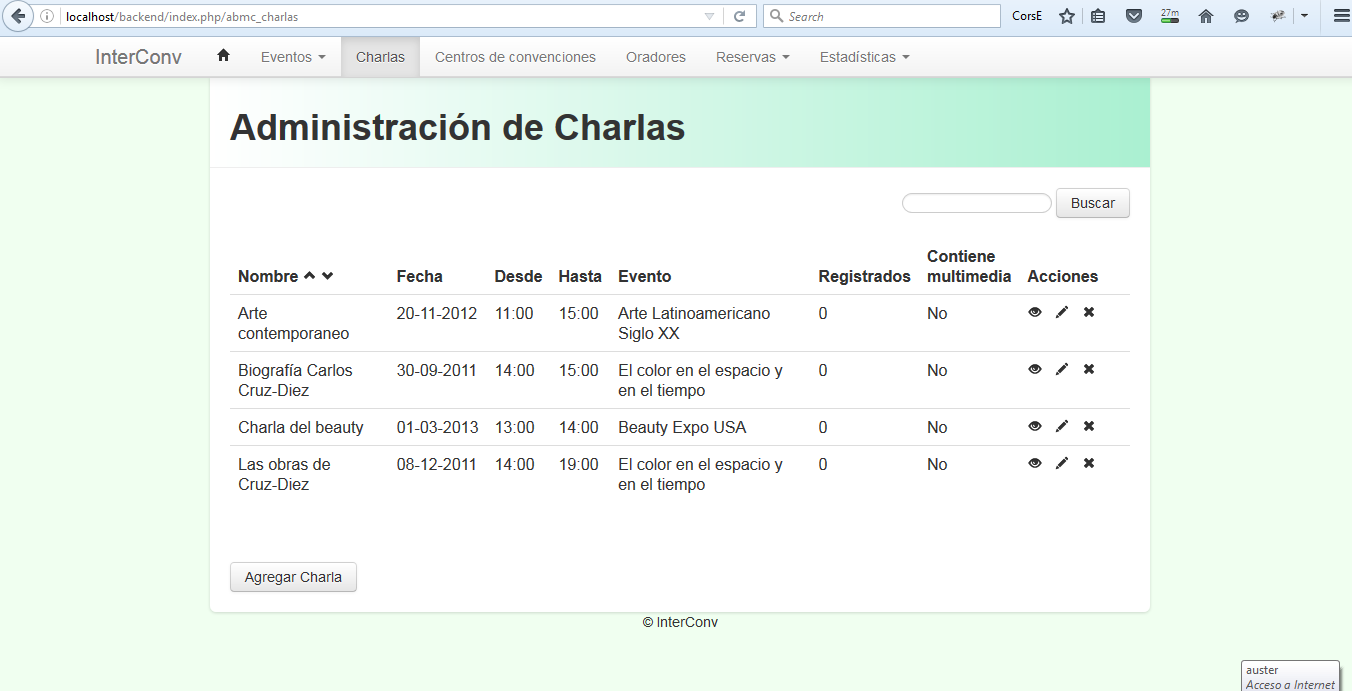 localhost/backend/index.php/abmc_charlas
Search
CorsE
27m
InterConv
Eventos
Charlas
Centros de convenciones
Oradores
Reservas
Estadísticas
Administración de Charlas
Buscar
Nombre Fecha Desde Hasta Evento Registrados Contiene multimedia Acciones
Arte contemporaneo 20-11-2012 11:00 15:00 Arte Latinoamericano Siglo XX 0 No
Biografía Carlos Cruz-Diez 30-09-2011 14:00 15:00 El color en el espacio y en el tiempo 0 No
Charla del beauty 01-03-2013 13:00 14:00 Beauty Expo USA 0 No
Las obras de Cruz-Diez 08-12-2011 14:00 19:00 El color en el espacio y en el tiempo 0 No
Agregar Charla
© InterConv
auster
Acceso a Internet